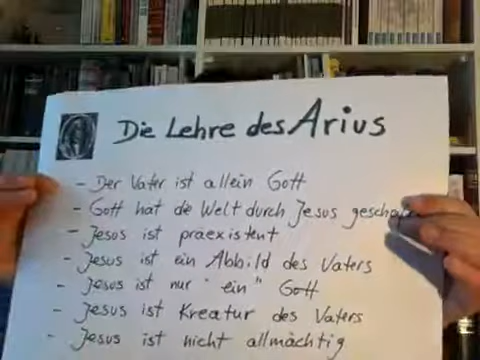 Die Lehre des Arius
- Der Vater ist allein Gott
- Gott hat die Welt durch Jesus
- Jesus ist präexistent
- Jesus ist ein Abbild des Vaters
- Jesus ist nur "ein" Gott
- Jesus ist Kreatur des Vaters
- Jesus ist nicht allmächtig